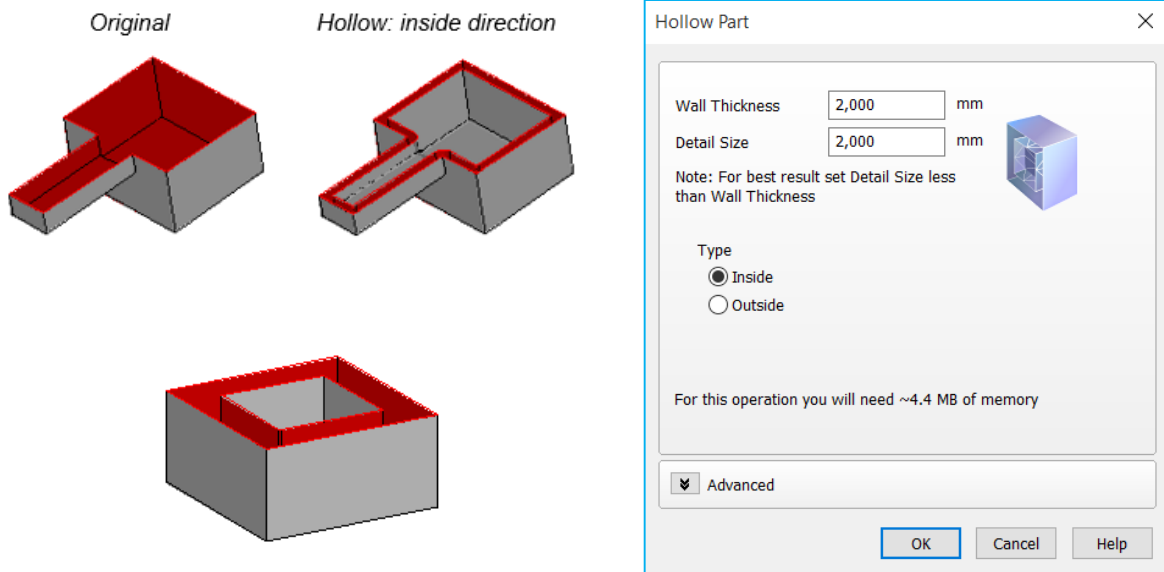 Original
Hollow: inside direction
Hollow Part
Wall Thickness 2,000 mm
Detail Size 2,000 mm
Note: For best result set Detail Size less
than Wall Thickness
Type
Inside
Outside
For this operation you will need ~4.4 MB of memory
Advanced
OK Cancel Help